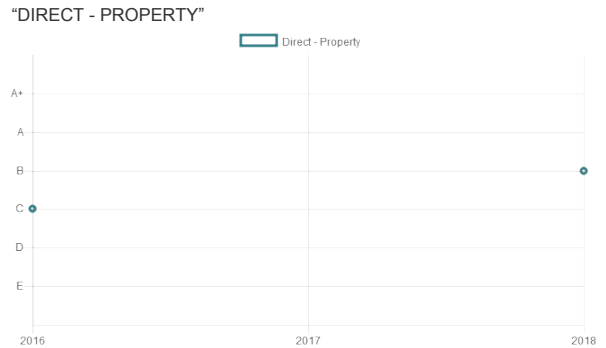 “DIRECT - PROPERTY”
Direct - Property
A+
A
B
C
D
E
2016 2017 2018